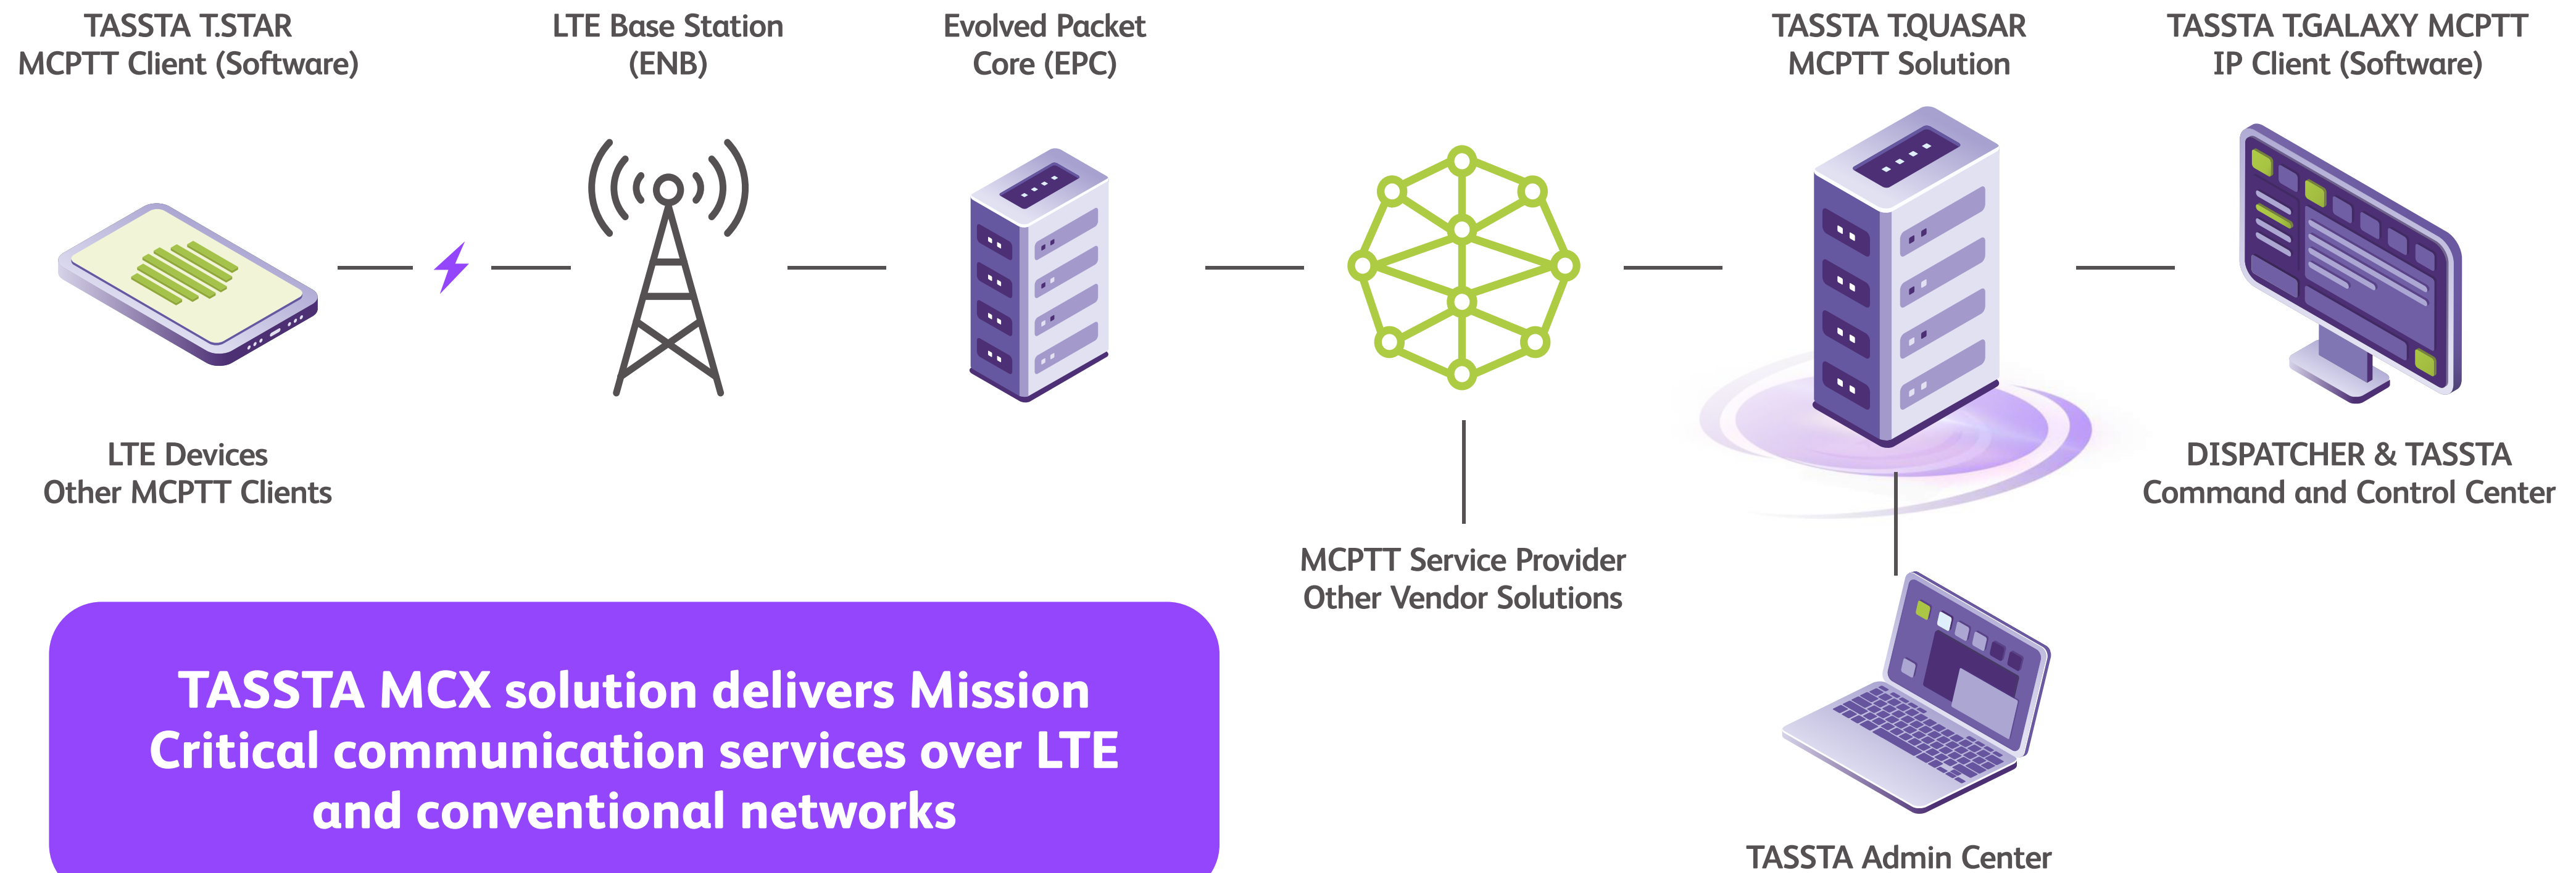 TASSTA T.STAR
MCPTT Client (Software)
LTE Base Station
(ENB)
Evolved Packet
Core (EPC)
TASSTA T.QUASAR
MCPTT Solution
TASSTA T.GALAXY MCPTT
IP Client (Software)
LTE Devices
Other MCPTT Clients
DISPATCHER & TASSTA
Command and Control Center
MCPTT Service Provider
Other Vendor Solutions
TASSTA MCX solution delivers Mission
Critical communication services over LTE
and conventional networks
TASSTA Admin Center